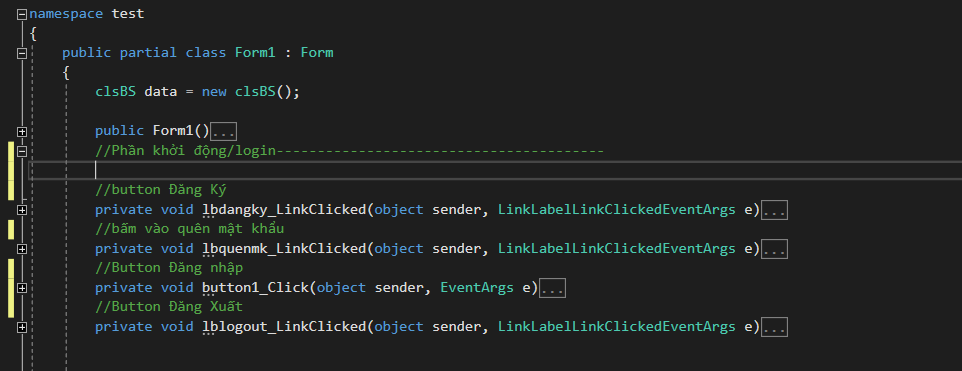 namespace test
{
public partial class Form1 : Form
{
clsBS data = new clsBS();
public Form1()...
//Phần khởi động/login----------------------------------------
//button Đăng Ký
private void lbdangky_LinkClicked(object sender, LinkLabelLinkClickedEventArgs e)...
//bấm vào quên mật khẩu
private void lbquenmk_LinkClicked(object sender, LinkLabelLinkClickedEventArgs e)...
//Button Đăng nhập
private void button1_Click(object sender, EventArgs e)...
//Button Đăng Xuất
private void lblogout_LinkClicked(object sender, LinkLabelLinkClickedEventArgs e)...